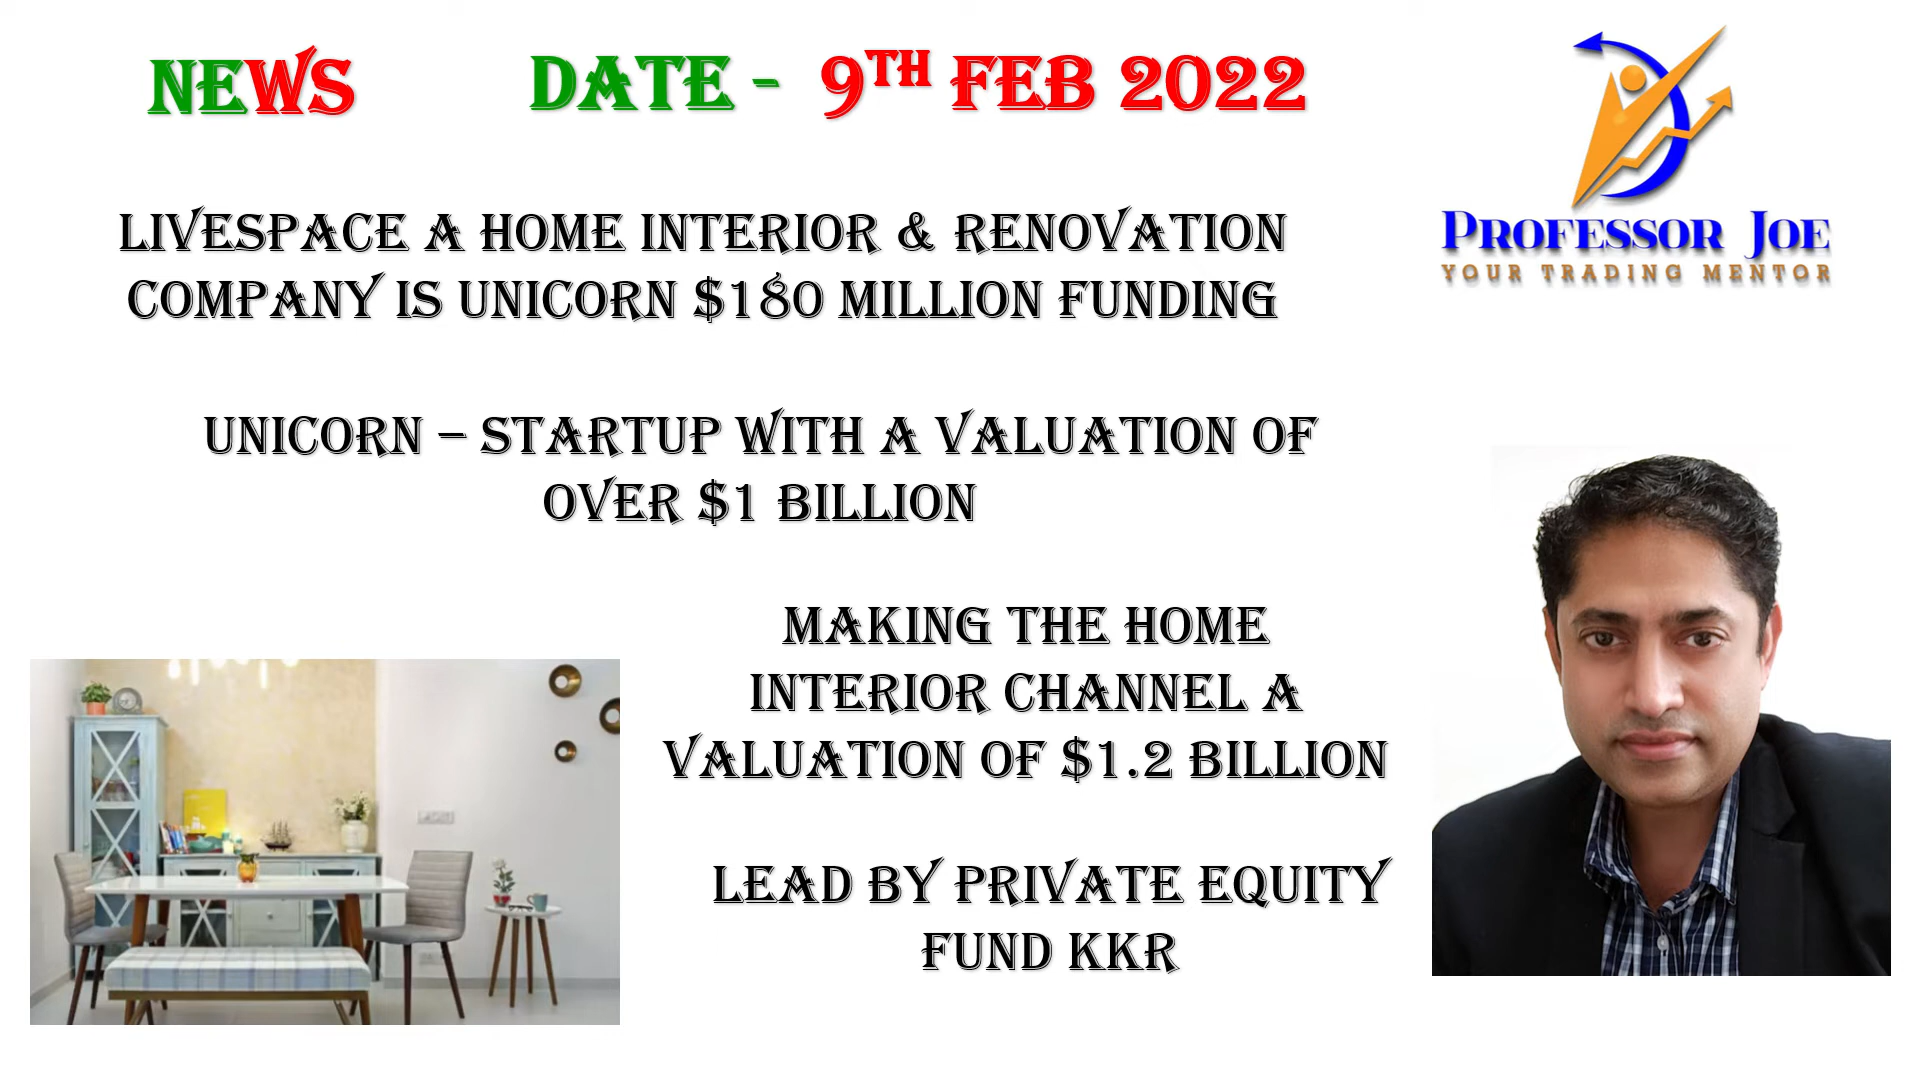 NEWS
DATE - 9TH FEB 2022
PROFESSOR JOE
YOUR TRADING MENTOR
LIVESPACE A HOME INTERIOR & RENOVATION
COMPANY IS UNICORN $180 MILLION FUNDING
UNICORN – STARTUP WITH A VALUATION OF
OVER $1 BILLION
MAKING THE HOME
INTERIOR CHANNEL A
VALUATION OF $1.2 BILLION
LEAD BY PRIVATE EQUITY
FUND KKR